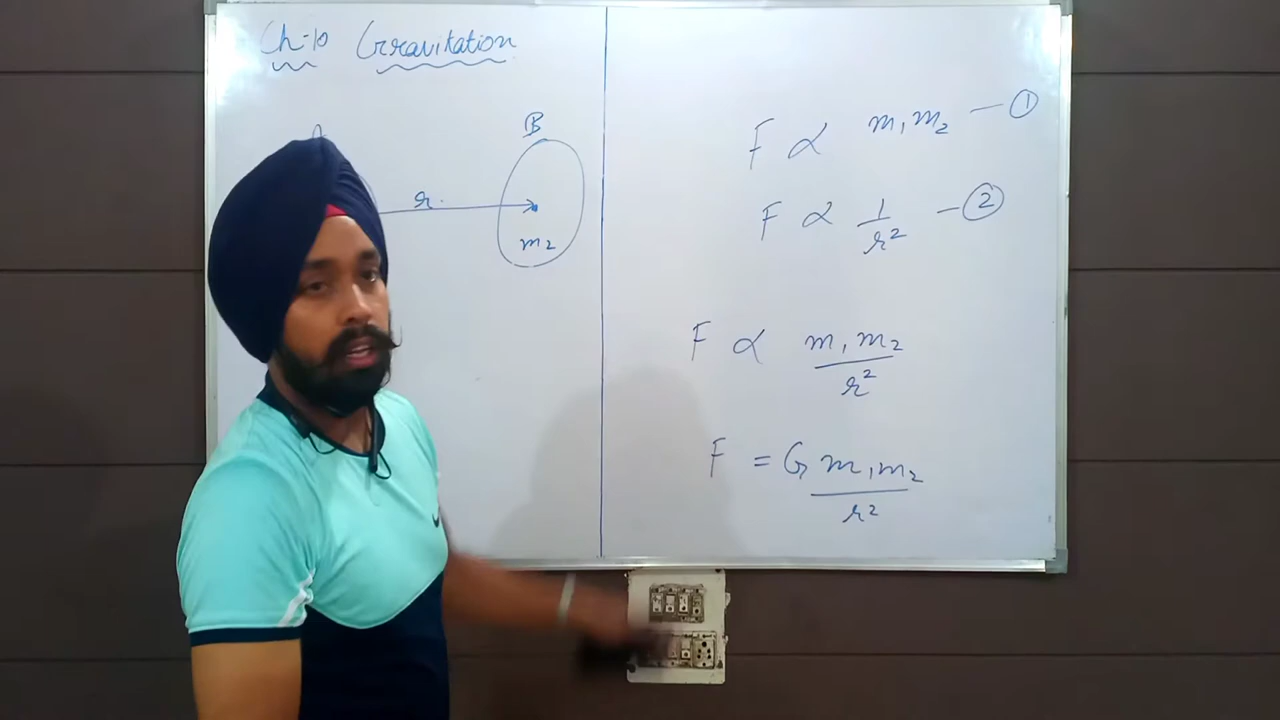 Ch-10 Gravitation
B
r.
m2
F ∝ m1m2 — ①
F ∝ 1/r² — ②
F ∝ m1m2/r²
F = G m1m2/r²